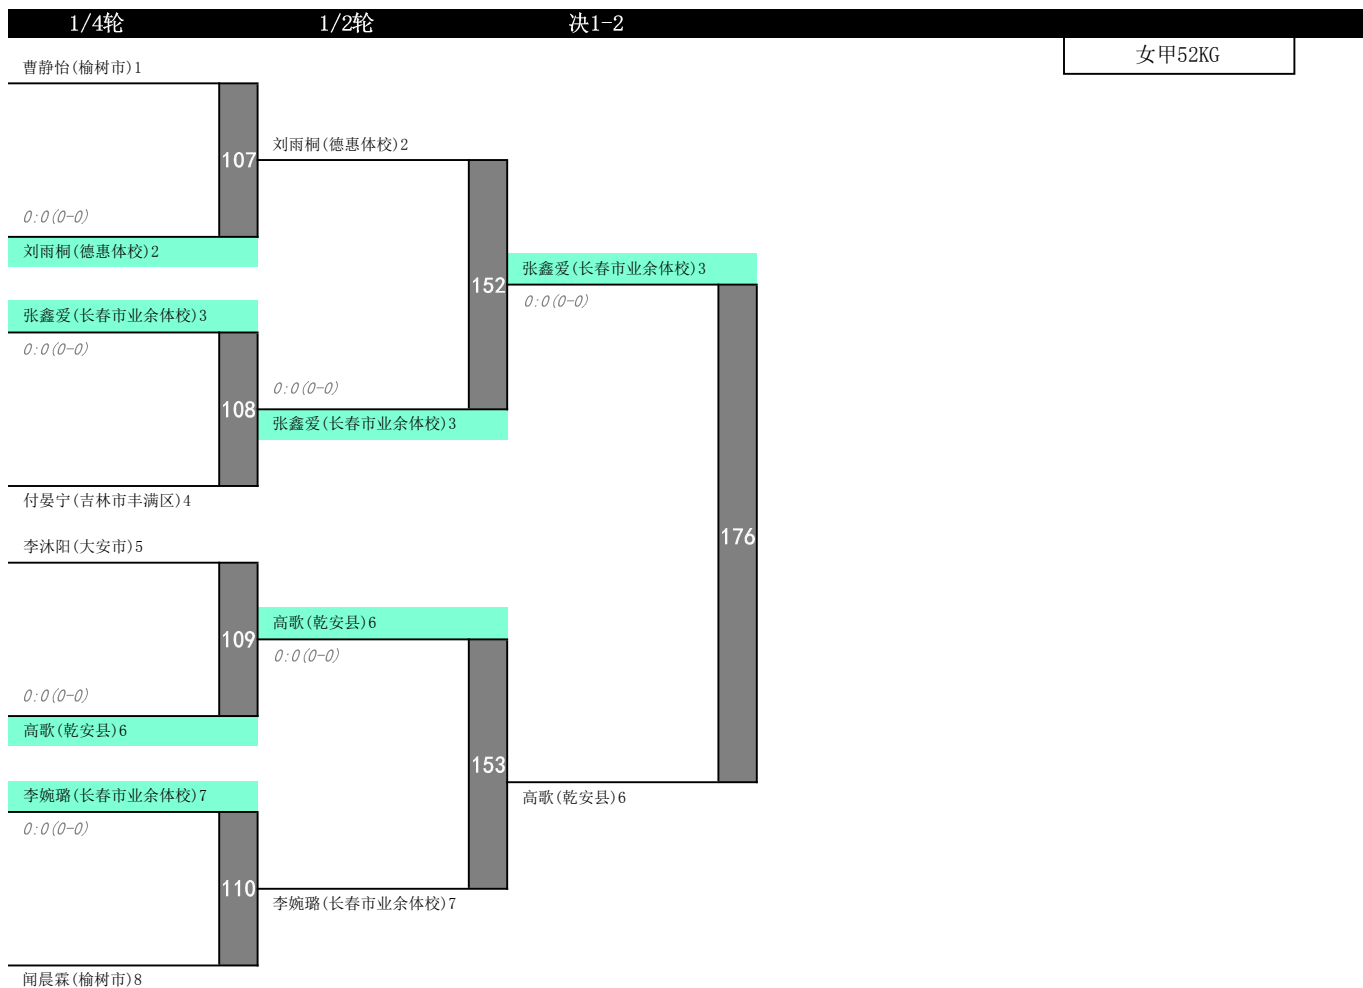 1/4轮
1/2轮
决1-2
女甲52KG
曹静怡(榆树市)1
107
0:0(0-0)
刘雨桐(德惠体校)2
张鑫爱(长春市业余体校)3
0:0(0-0)
108
付晏宁(吉林市丰满区)4
李沐阳(大安市)5
109
0:0(0-0)
高歌(乾安县)6
李婉璐(长春市业余体校)7
0:0(0-0)
110
闻晨霖(榆树市)8
刘雨桐(德惠体校)2
152
0:0(0-0)
张鑫爱(长春市业余体校)3
高歌(乾安县)6
0:0(0-0)
153
李婉璐(长春市业余体校)7
张鑫爱(长春市业余体校)3
0:0(0-0)
176
高歌(乾安县)6